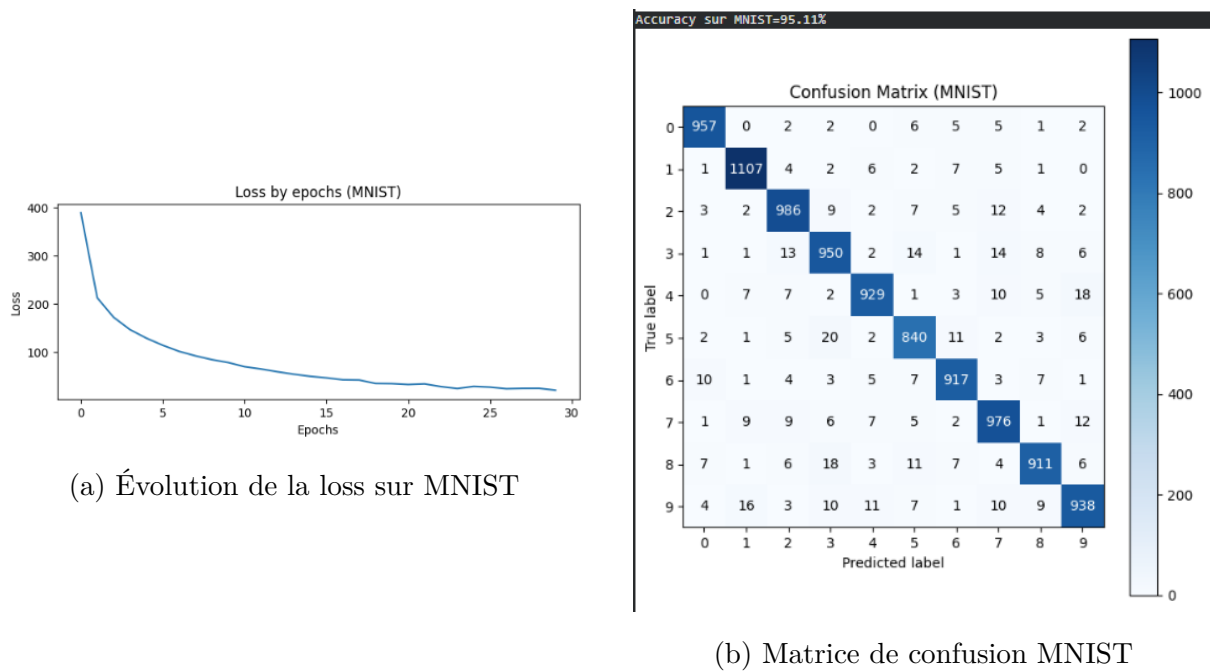 Loss by epochs (MNIST)
400
300
200
100
Loss
0 5 10 15 20 25 30
Epochs
(a) Évolution de la loss sur MNIST
Accuracy sur MNIST=95.11%
Confusion Matrix (MNIST)
True label
0 957 0 2 2 0 6 5 5 1 2
1 1 1107 4 2 6 2 7 5 1 0
2 3 2 986 9 2 7 5 12 4 2
3 1 1 13 950 2 14 1 14 8 6
4 0 7 7 2 929 1 3 10 5 18
5 2 1 5 20 2 840 11 2 3 6
6 10 1 4 3 5 7 917 3 7 1
7 1 9 9 6 7 5 2 976 1 12
8 7 1 6 18 3 11 7 4 911 6
9 4 16 3 10 11 7 1 10 9 938
0 1 2 3 4 5 6 7 8 9
Predicted label
1000
800
600
400
200
0
(b) Matrice de confusion MNIST